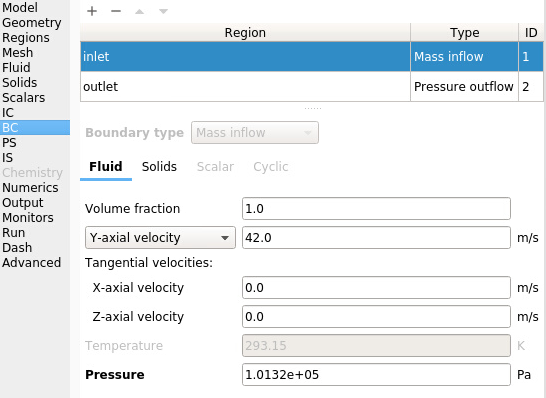 Model
Geometry
Regions
Mesh
Fluid
Solids
Scalars
IC
BC
PS
IS
Chemistry
Numerics
Output
Monitors
Run
Dash
Advanced
Region Type ID
inlet Mass inflow 1
outlet Pressure outflow 2
Boundary type Mass inflow
Fluid Solids Scalar Cyclic
Volume fraction 1.0
Y-axial velocity 42.0 m/s
Tangential velocities:
X-axial velocity 0.0 m/s
Z-axial velocity 0.0 m/s
Temperature 293.15 K
Pressure 1.0132e+05 Pa